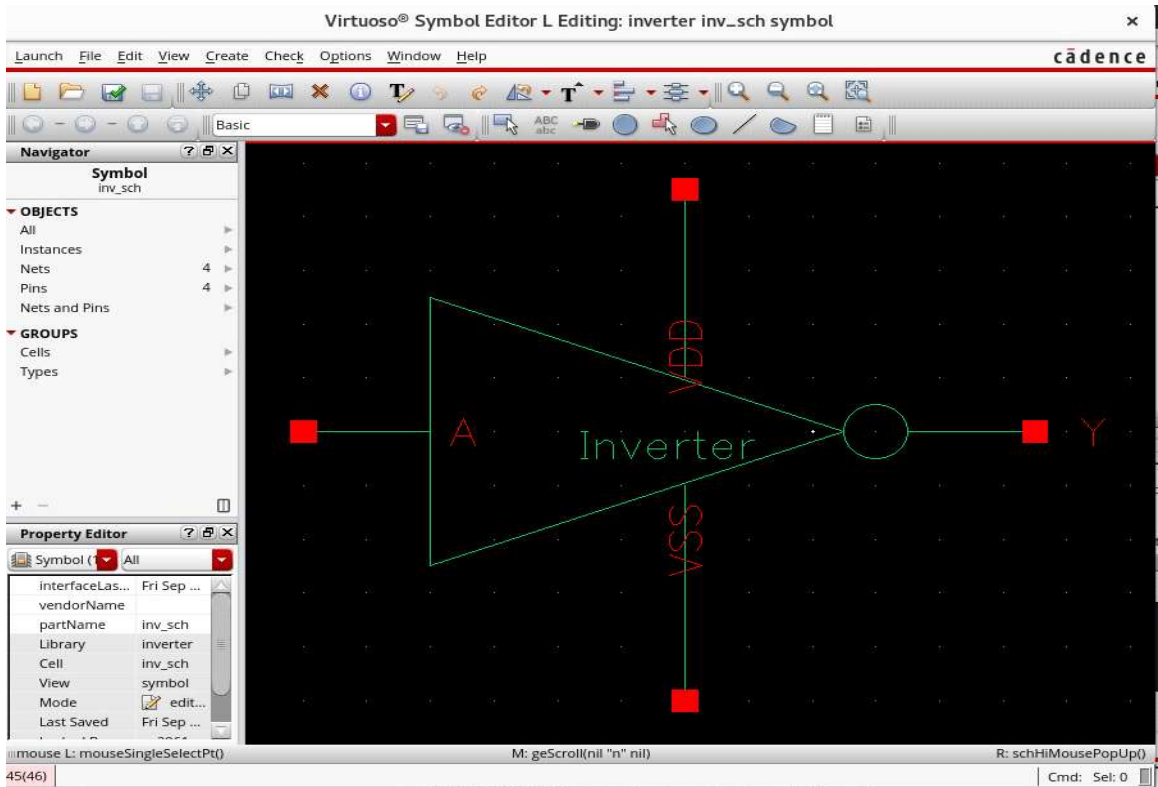 Virtuoso® Symbol Editor L Editing: inverter inv_sch symbol ×
Launch File Edit View Create Check Options Window Help cādence
T T
ABC
abc
Basic
Navigator ? ×
Symbol
inv_sch
OBJECTS
All
Instances
Nets 4
Pins 4
Nets and Pins
GROUPS
Cells
Types
+ −
Property Editor ? ×
Symbol (1 All
interfaceLas... Fri Sep ...
vendorName
partName inv_sch
Library inverter
Cell inv_sch
View symbol
Mode edit...
Last Saved Fri Sep ...
VDD
A
Inverter
Y
VSS
mouse L: mouseSingleSelectPt() M: geScroll(nil "n" nil) R: schHiMousePopUp()
45(46) Cmd: Sel: 0